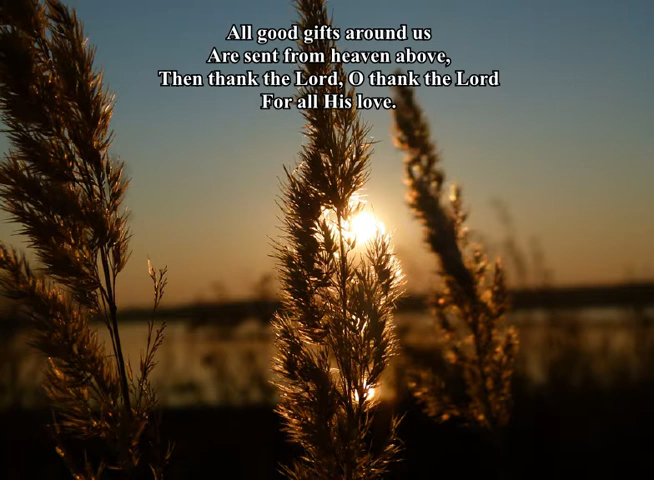 All good gifts around us
Are sent from heaven above,
Then thank the Lord, O thank the Lord
For all His love.